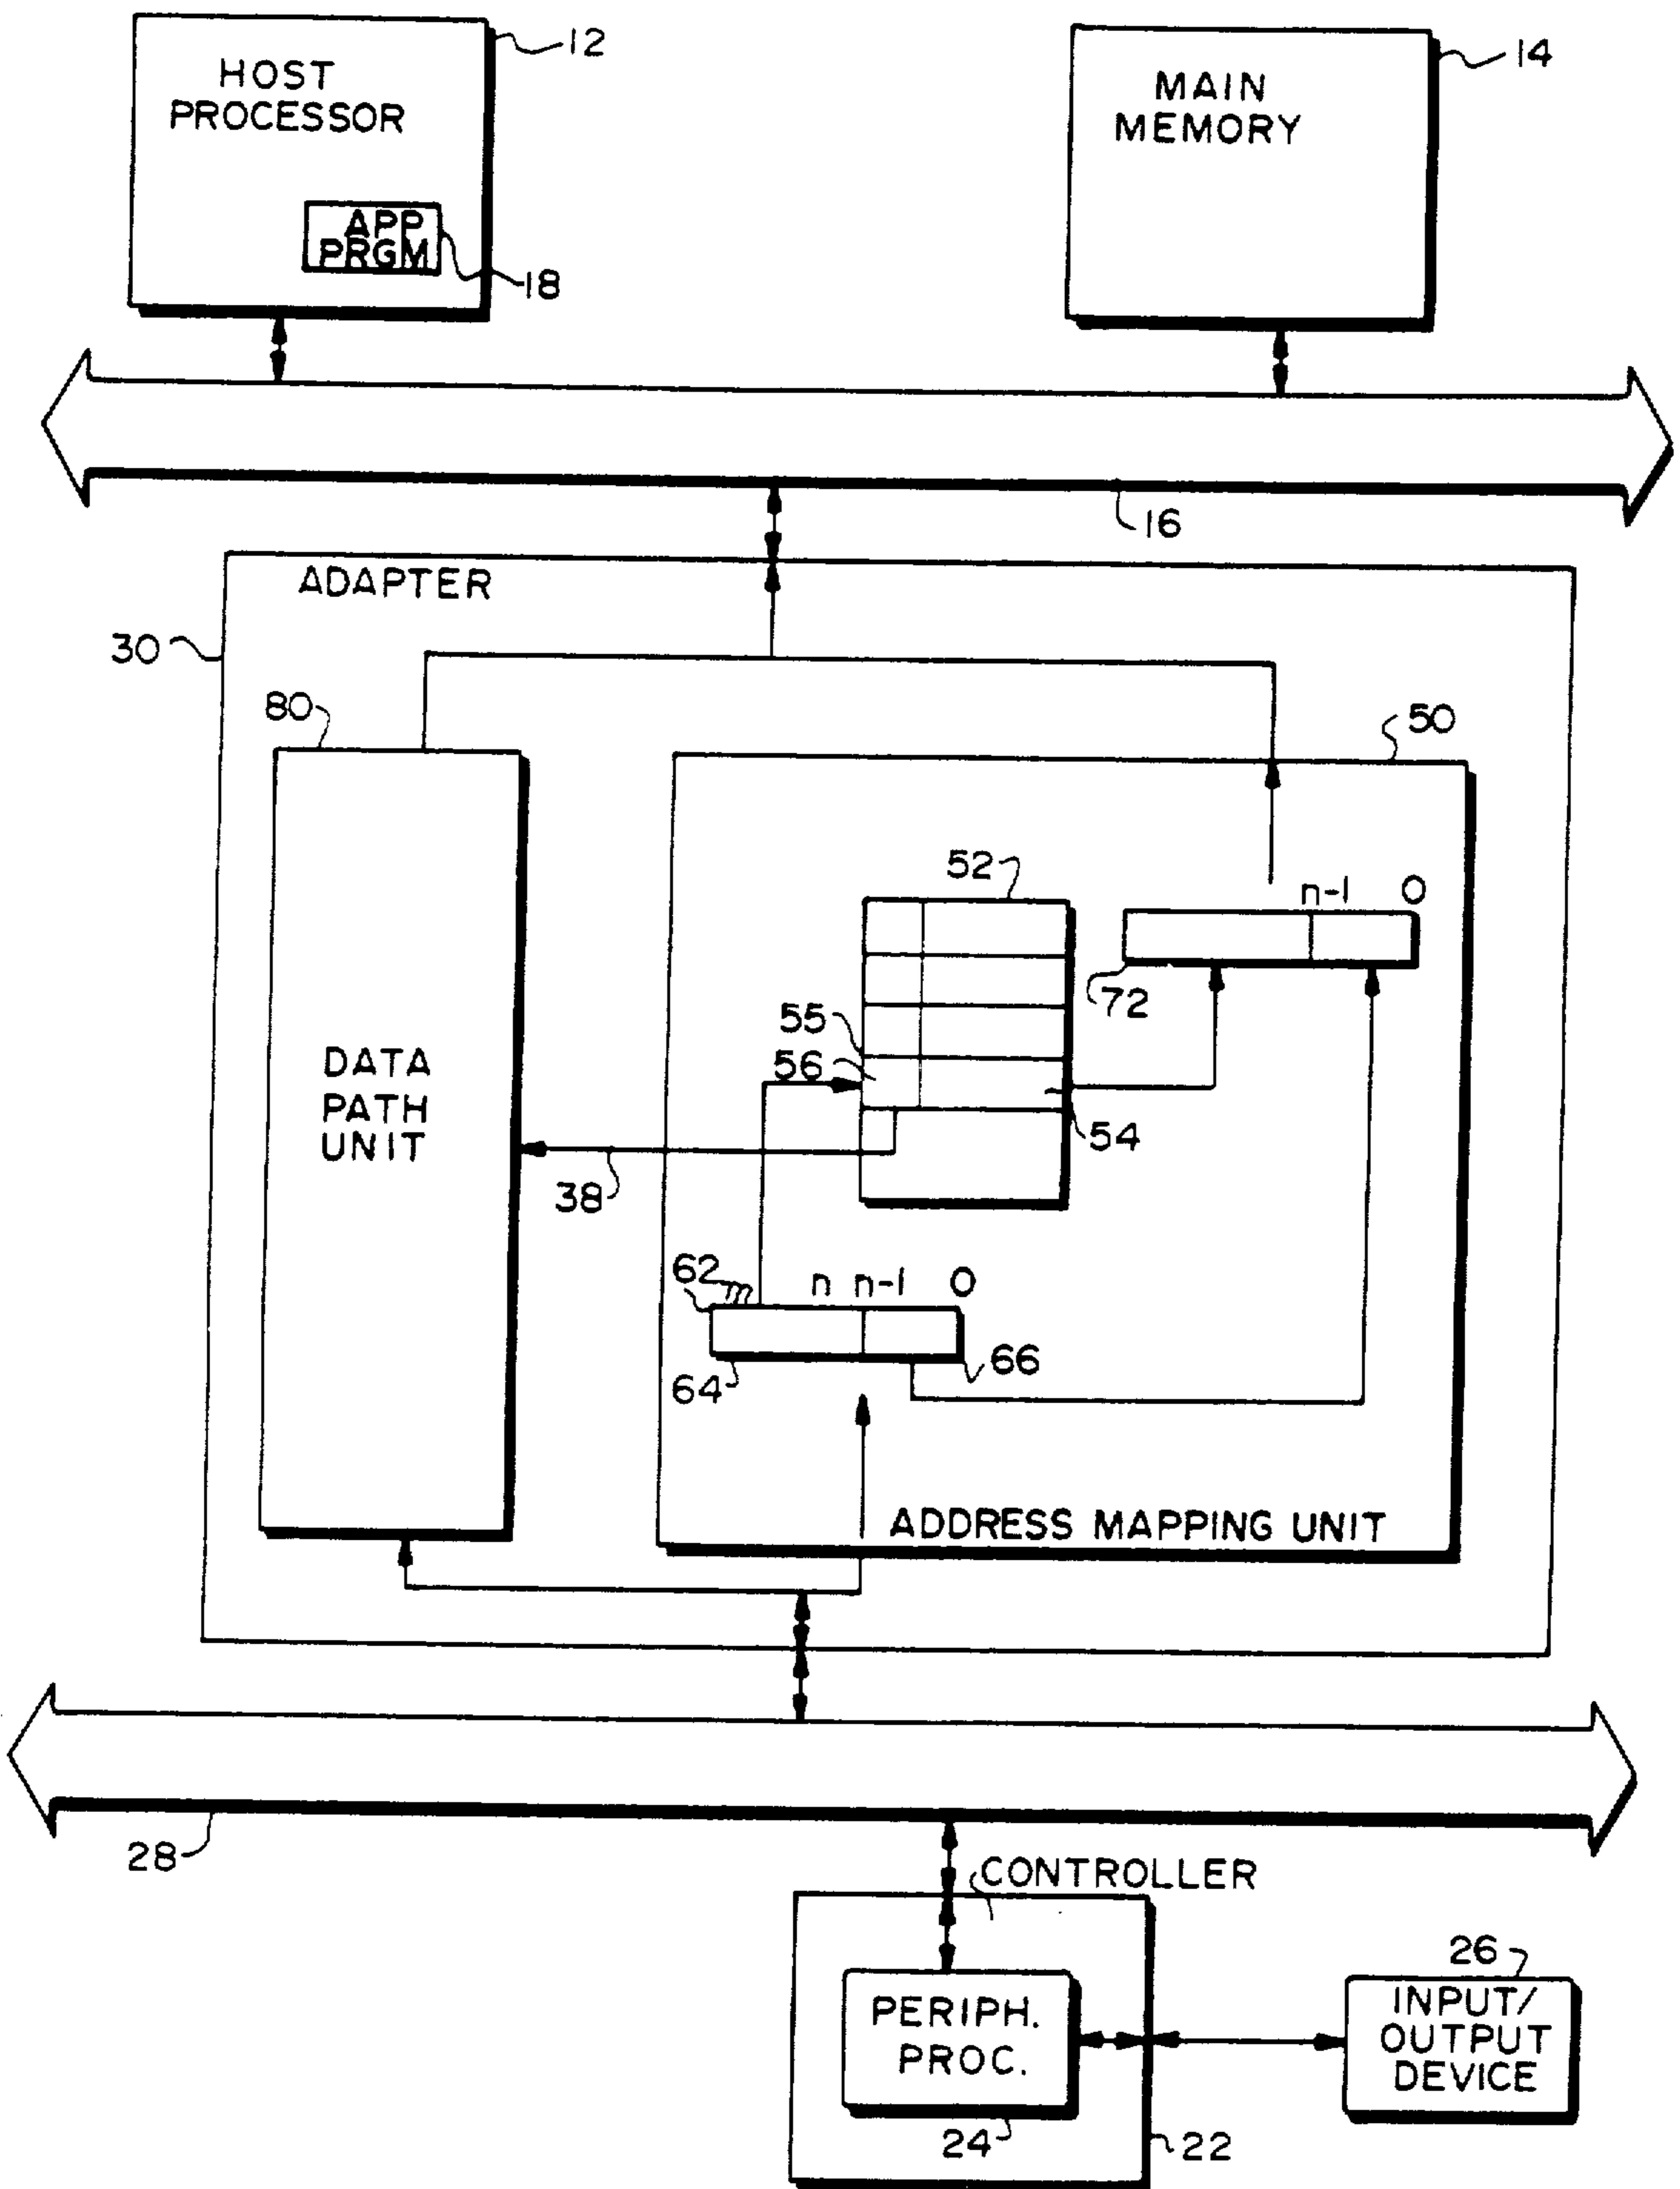 12
HOST
PROCESSOR
APP
PRGM
18
14
MAIN
MEMORY
16
ADAPTER
30
80
50
52
n-1 0
72
55
56
54
DATA
PATH
UNIT
38
62
n n-1 0
64
66
ADDRESS MAPPING UNIT
28
CONTROLLER
PERIPH.
PROC.
24
22
26
INPUT/
OUTPUT
DEVICE